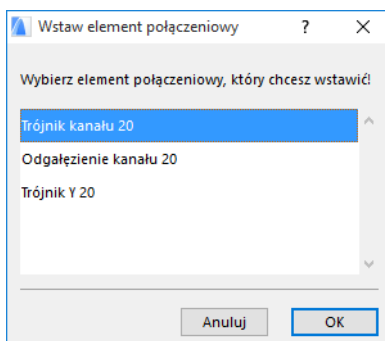 Wstaw element połączeniowy
Wybierz element połączeniowy, który chcesz wstawić!
Trójnik kanału 20
Odgałęzienie kanału 20
Trójnik Y 20
Anuluj OK